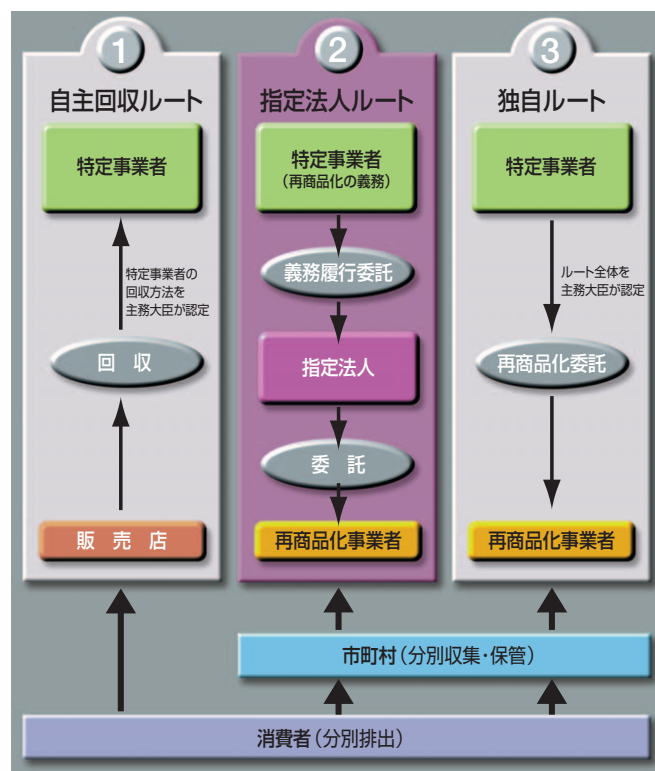 1
自主回収ルート
特定事業者
特定事業者の
回収方法を
主務大臣が認定
回 収
販 売 店
2
指定法人ルート
特定事業者
(再商品化の義務)
義務履行委託
指定法人
委 託
再商品化事業者
3
独自ルート
特定事業者
ルート全体を
主務大臣が認定
再商品化委託
再商品化事業者
市町村(分別収集・保管)
消費者(分別排出)